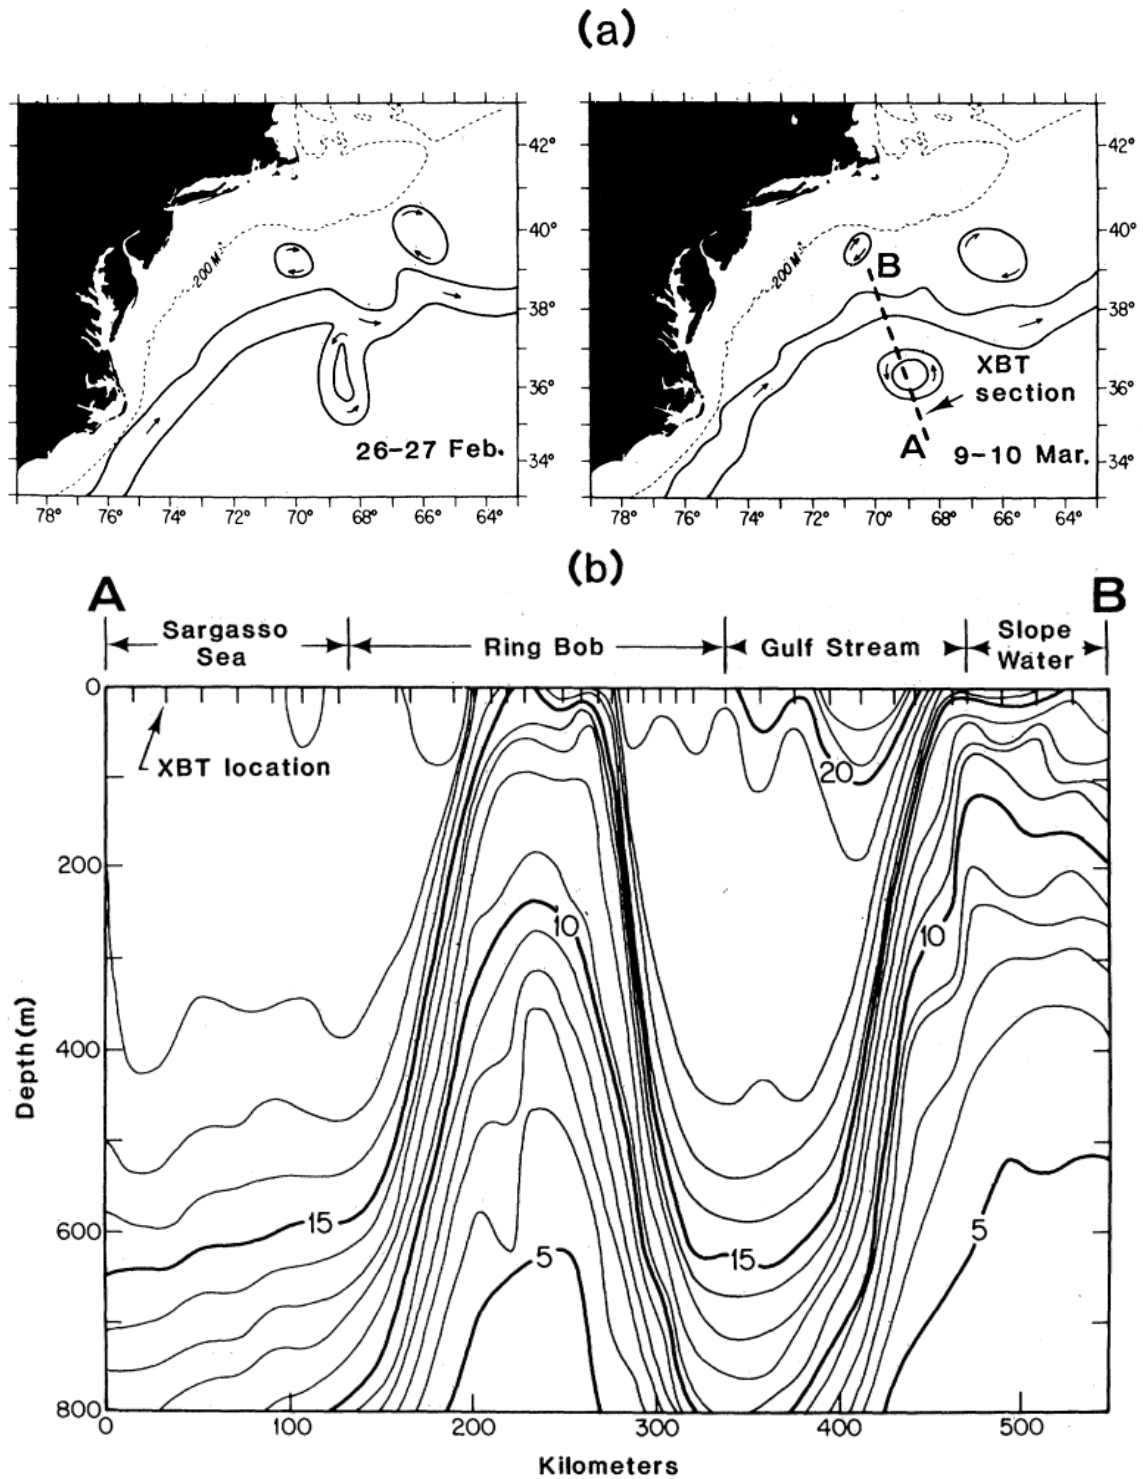 (a)
42°
40°
200 M.
38°
36°
26-27 Feb.
34°
78° 76° 74° 72° 70° 68° 66° 64°
42°
40°
200 M.
B
38°
XBT
section
36°
A
9-10 Mar.
34°
78° 76° 74° 72° 70° 68° 66° 64°
(b)
A B
Sargasso
Sea
Ring Bob
Gulf Stream
Slope
Water
0
XBT location
20
200
10
10
400
15
600
15
5
5
800
Depth(m)
0 100 200 300 400 500
Kilometers